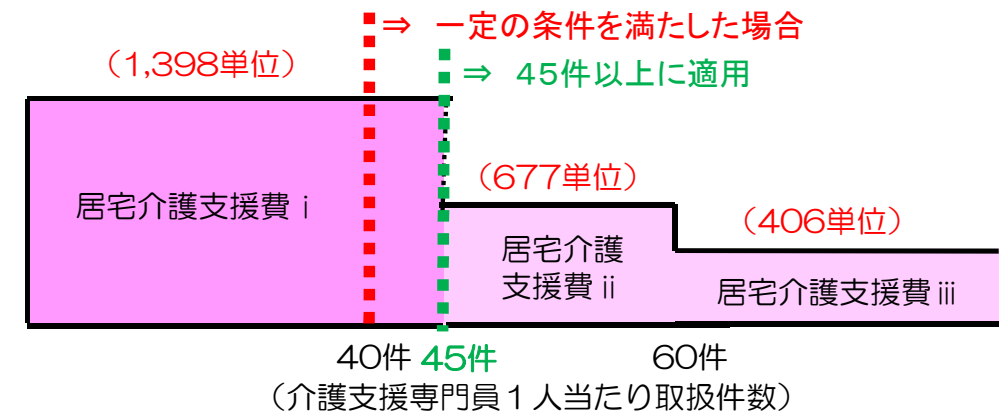 ⇒ 一定の条件を満たした場合
(1,398単位)
⇒ 45件以上に適用
(677単位)
居宅介護支援費ⅰ
(406単位)
居宅介護
支援費ⅱ
居宅介護支援費ⅲ
40件 45件 60件
(介護支援専門員1人当たり取扱件数)